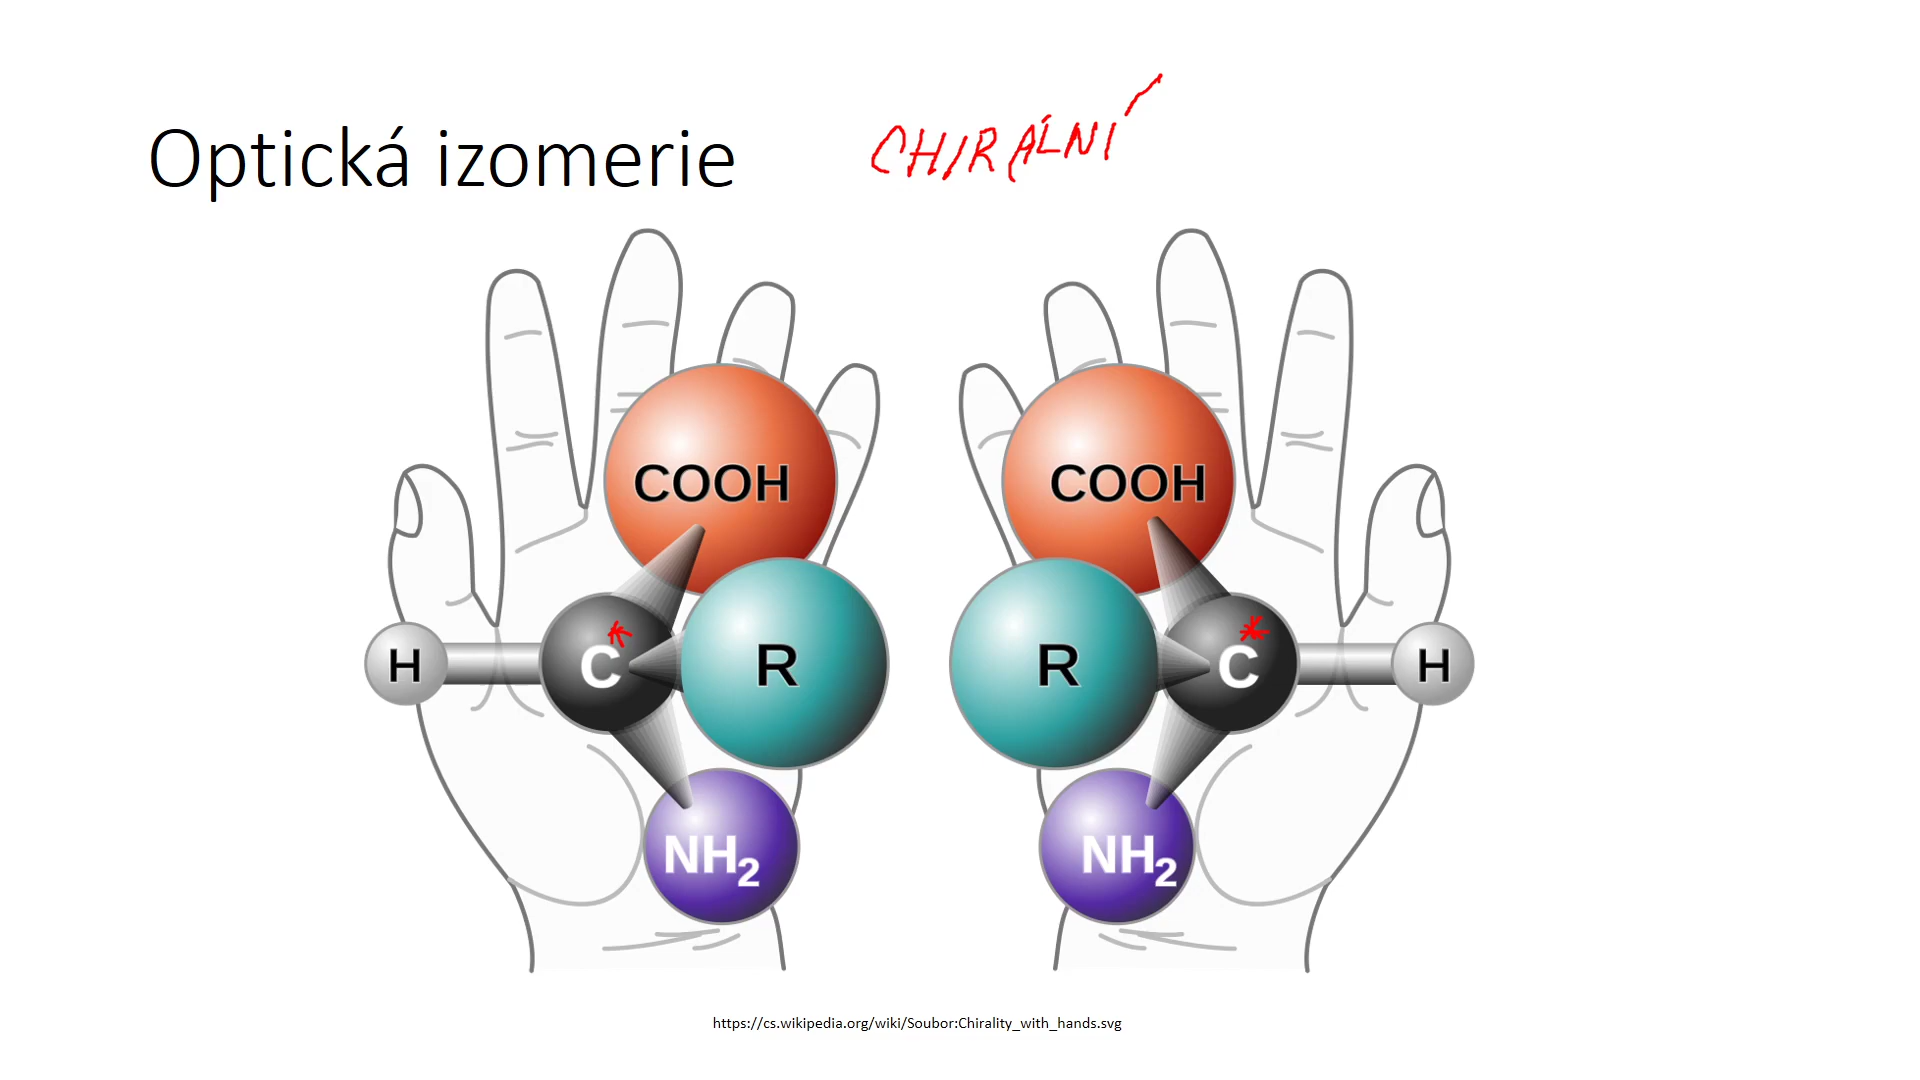 Optická izomerie
CHIRÁLNÍ
COOH
COOH
H
C*
R
R
C*
H
NH₂
NH₂
https://cs.wikipedia.org/wiki/Soubor:Chirality_with_hands.svg